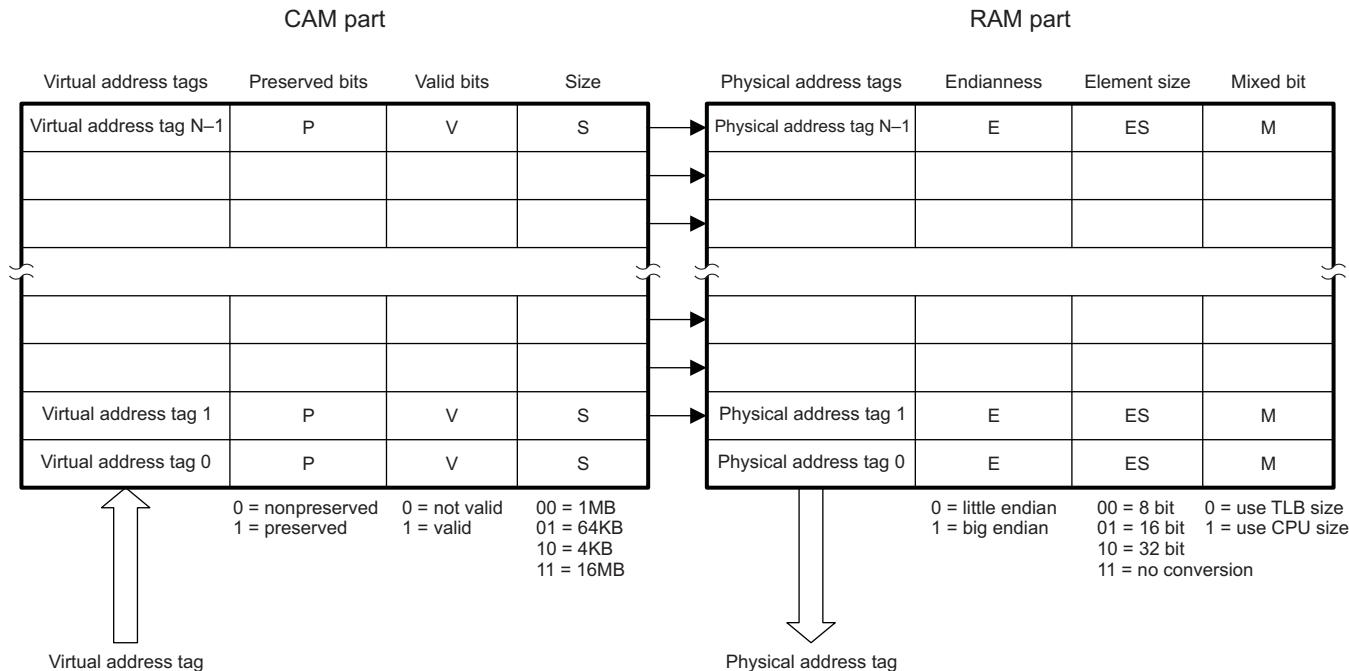 CAM part
RAM part
Virtual address tags Preserved bits Valid bits Size
Physical address tags Endianness Element size Mixed bit
Virtual address tag N–1 P V S
Physical address tag N–1 E ES M
Virtual address tag 1 P V S
Physical address tag 1 E ES M
Virtual address tag 0 P V S
Physical address tag 0 E ES M
0 = nonpreserved
1 = preserved
0 = not valid
1 = valid
00 = 1MB
01 = 64KB
10 = 4KB
11 = 16MB
0 = little endian
1 = big endian
00 = 8 bit
01 = 16 bit
10 = 32 bit
11 = no conversion
0 = use TLB size
1 = use CPU size
Virtual address tag
Physical address tag